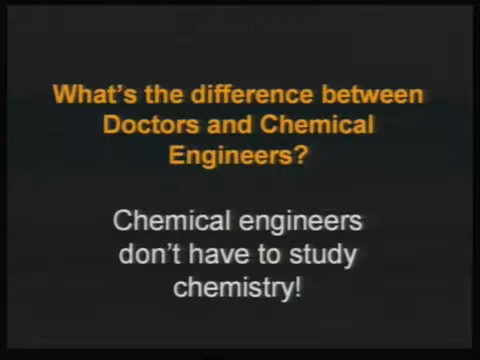 What's the difference between
Doctors and Chemical
Engineers?
Chemical engineers
don't have to study
chemistry!